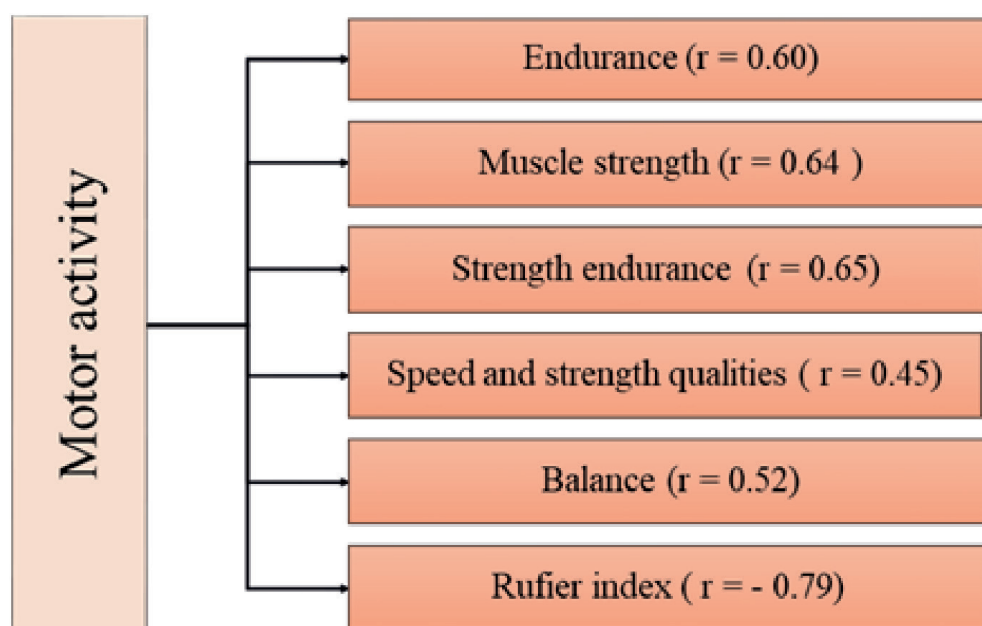 Motor activity
Endurance (r = 0.60)
Muscle strength (r = 0.64 )
Strength endurance (r = 0.65)
Speed and strength qualities ( r = 0.45)
Balance (r = 0.52)
Rufier index ( r = - 0.79)